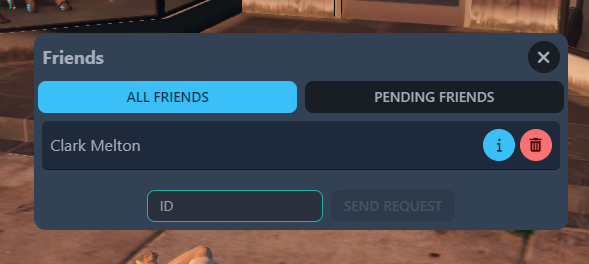 Friends
ALL FRIENDS
PENDING FRIENDS
Clark Melton
ID
SEND REQUEST